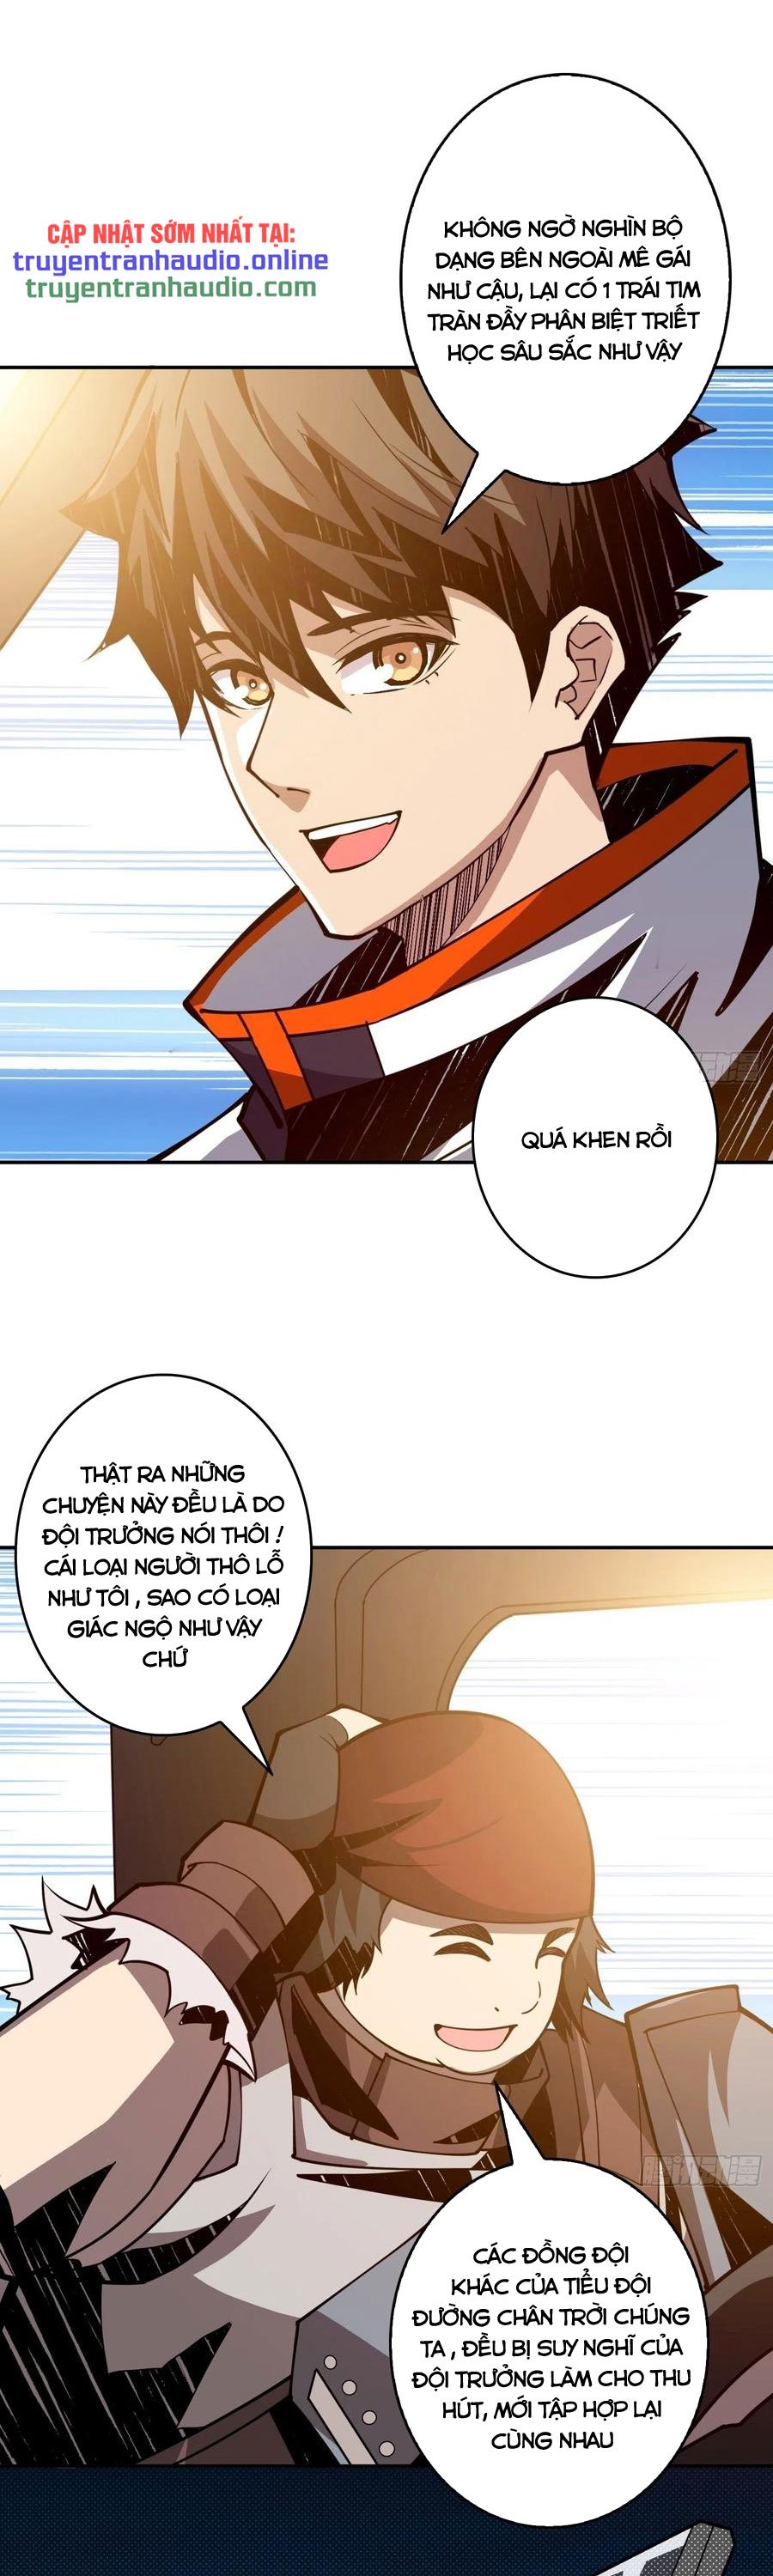 CẬP NHẬT SỚM NHẤT TẠI:
truyentranhaudio.online
truyentranhaudio.com
KHÔNG NGỜ NGHÌN BỘ
DẠNG BÊN NGOÀI MÊ GÁI
NHƯ CẬU, LẠI CÓ 1 TRÁI TIM
TRÀN ĐẦY PHÂN BIỆT TRIẾT
HỌC SÂU SẮC NHƯ VẬY
QUÁ KHEN RỒI
THẬT RA NHỮNG
CHUYỆN NÀY ĐỀU LÀ DO
ĐỘI TRƯỞNG NÓI THÔI !
CÁI LOẠI NGƯỜI THÔ LỖ
NHƯ TÔI , SAO CÓ LOẠI
GIÁC NGỘ NHƯ VẬY
CHỨ
腾讯动漫
CÁC ĐỒNG ĐỘI
KHÁC CỦA TIỂU ĐỘI
ĐƯỜNG CHÂN TRỜI CHÚNG
TA , ĐỀU BỊ SUY NGHĨ CỦA
ĐỘI TRƯỞNG LÀM CHO THU
HÚT, MỚI TẬP HỢP LẠI
CÙNG NHAU